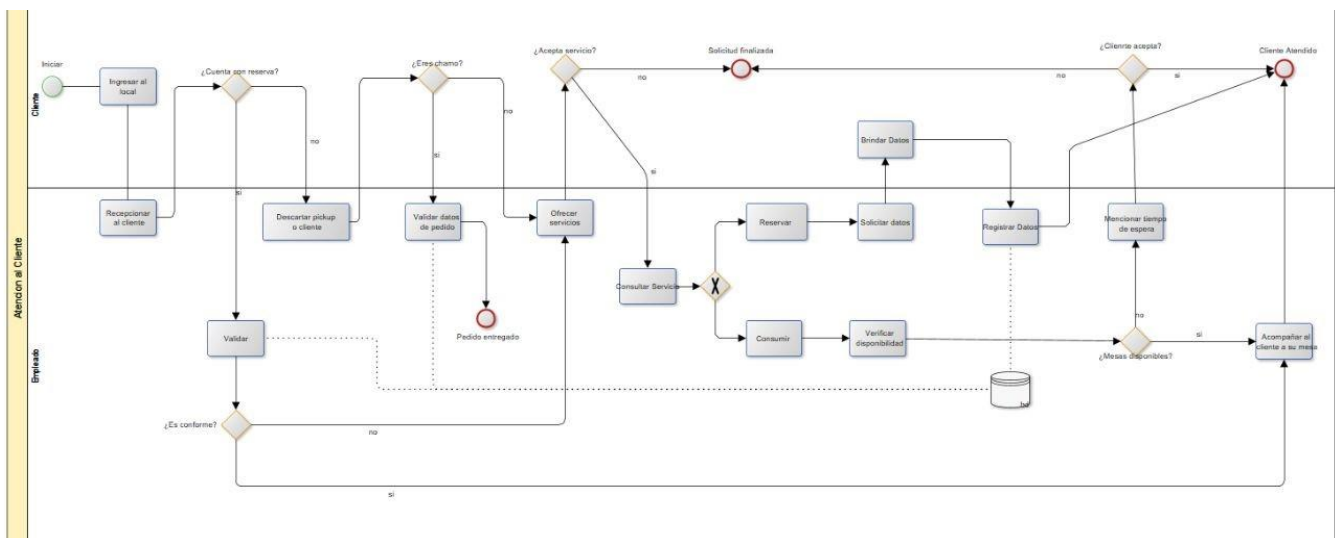 Atencion al Cliente
Cliente
Empleado
Iniciar
Ingresar al
local
¿Cuenta con reserva?
no
si
¿Eres chamo?
no
si
¿Acepta servicio?
no
si
Solicitud finalizada
¿Clienrte acepta?
no
si
Cliente Atendido
Brindar Datos
Recepcionar
al cliente
Descartar pickup
o cliente
Validar datos
de pedido
Ofrecer
servicios
Reservar
Solicitar datos
Registrar Datos
Mencionar tiempo
de espera
Consultar Servicio
X
Pedido entregado
Validar
Consumir
Verificar
disponibilidad
no
si
¿Mesas disponibles?
Acompañar al
cliente a su mesa
bd
¿Es conforme?
no
si